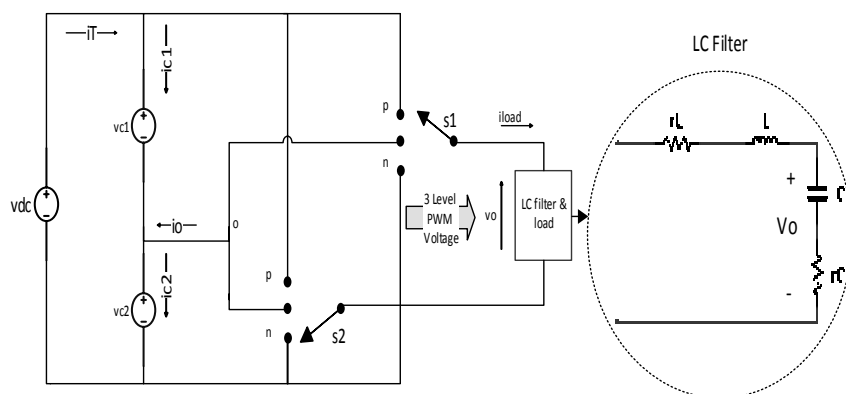 iT
ic1
vc1
vdc
io
o
ic2
vc2
p
n
s1
p
n
s2
iload
3 Level
PWM
Voltage
vo
LC filter &
load
LC Filter
rL
L
+
C
Vo
rC
-